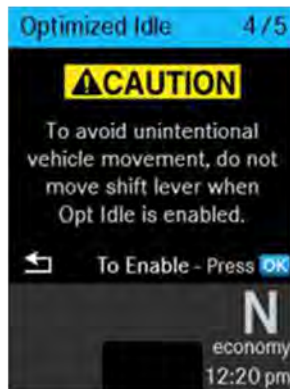 Optimized Idle 4/5
CAUTION
To avoid unintentional
vehicle movement, do not
move shift lever when
Opt Idle is enabled.
To Enable - Press OK
N
economy
12:20 pm